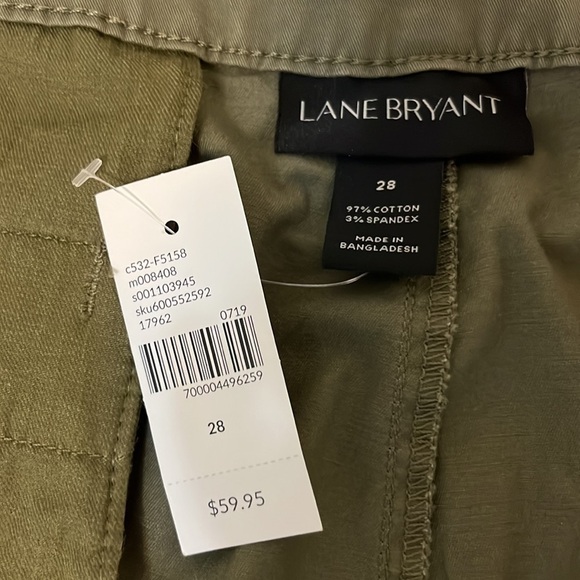 LANE BRYANT
28
97% COTTON
3% SPANDEX
MADE IN
BANGLADESH
c532-F5158
m008408
s001103945
sku600552592
17962
0719
700004496259
28
$59.95